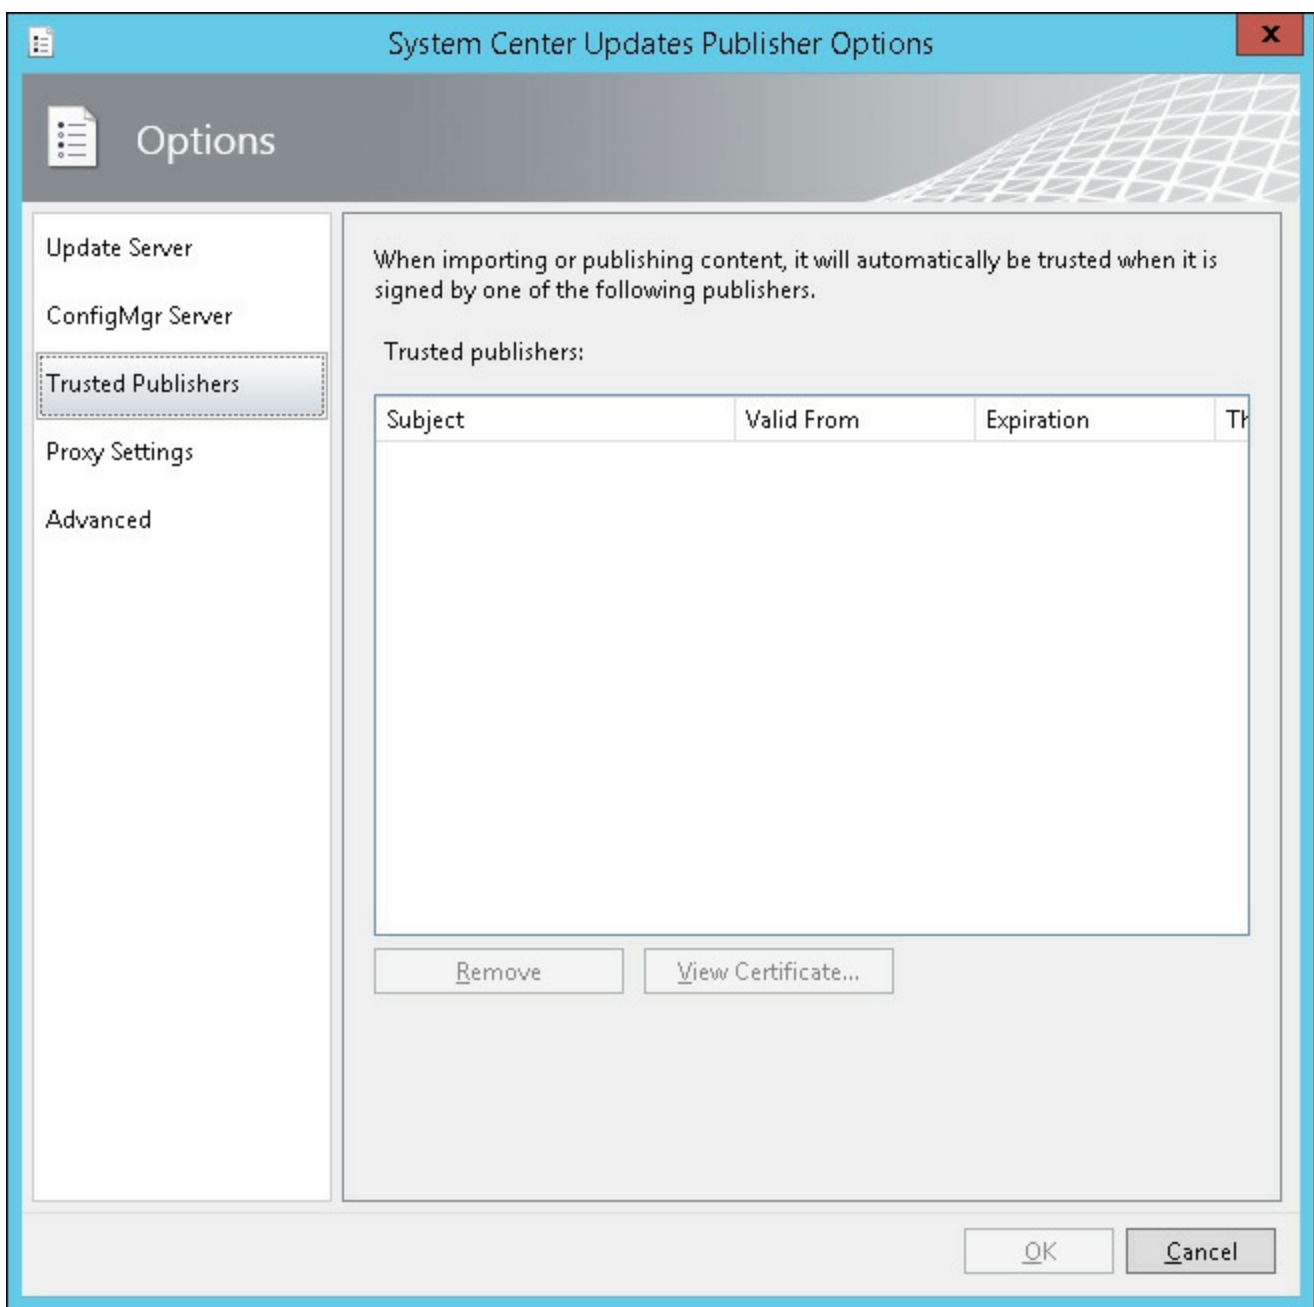 System Center Updates Publisher Options
x
Options
Update Server
ConfigMgr Server
Trusted Publishers
Proxy Settings
Advanced
When importing or publishing content, it will automatically be trusted when it is
signed by one of the following publishers.
Trusted publishers:
Subject Valid From Expiration Th
Remove View Certificate...
OK Cancel